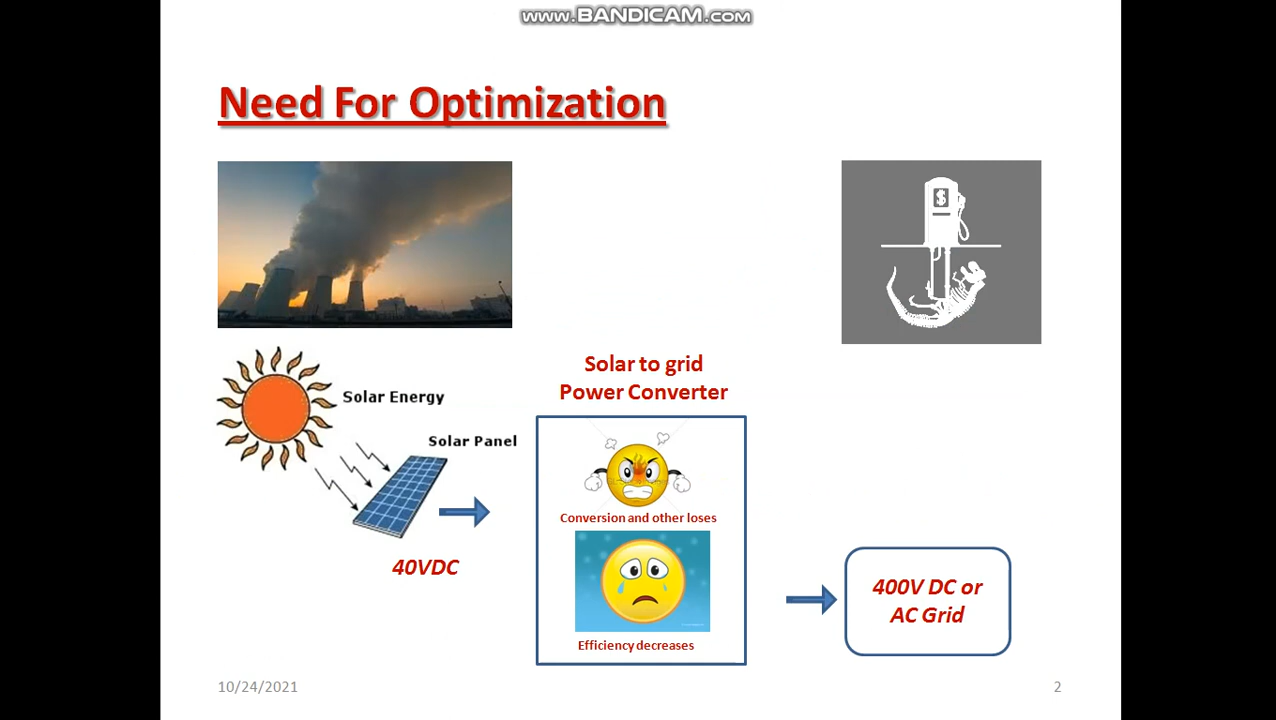 www.BANDICAM.com
Need For Optimization
$
Solar Energy
Solar Panel
40VDC
Solar to grid
Power Converter
Conversion and other loses
Efficiency decreases
400V DC or
AC Grid
10/24/2021
2